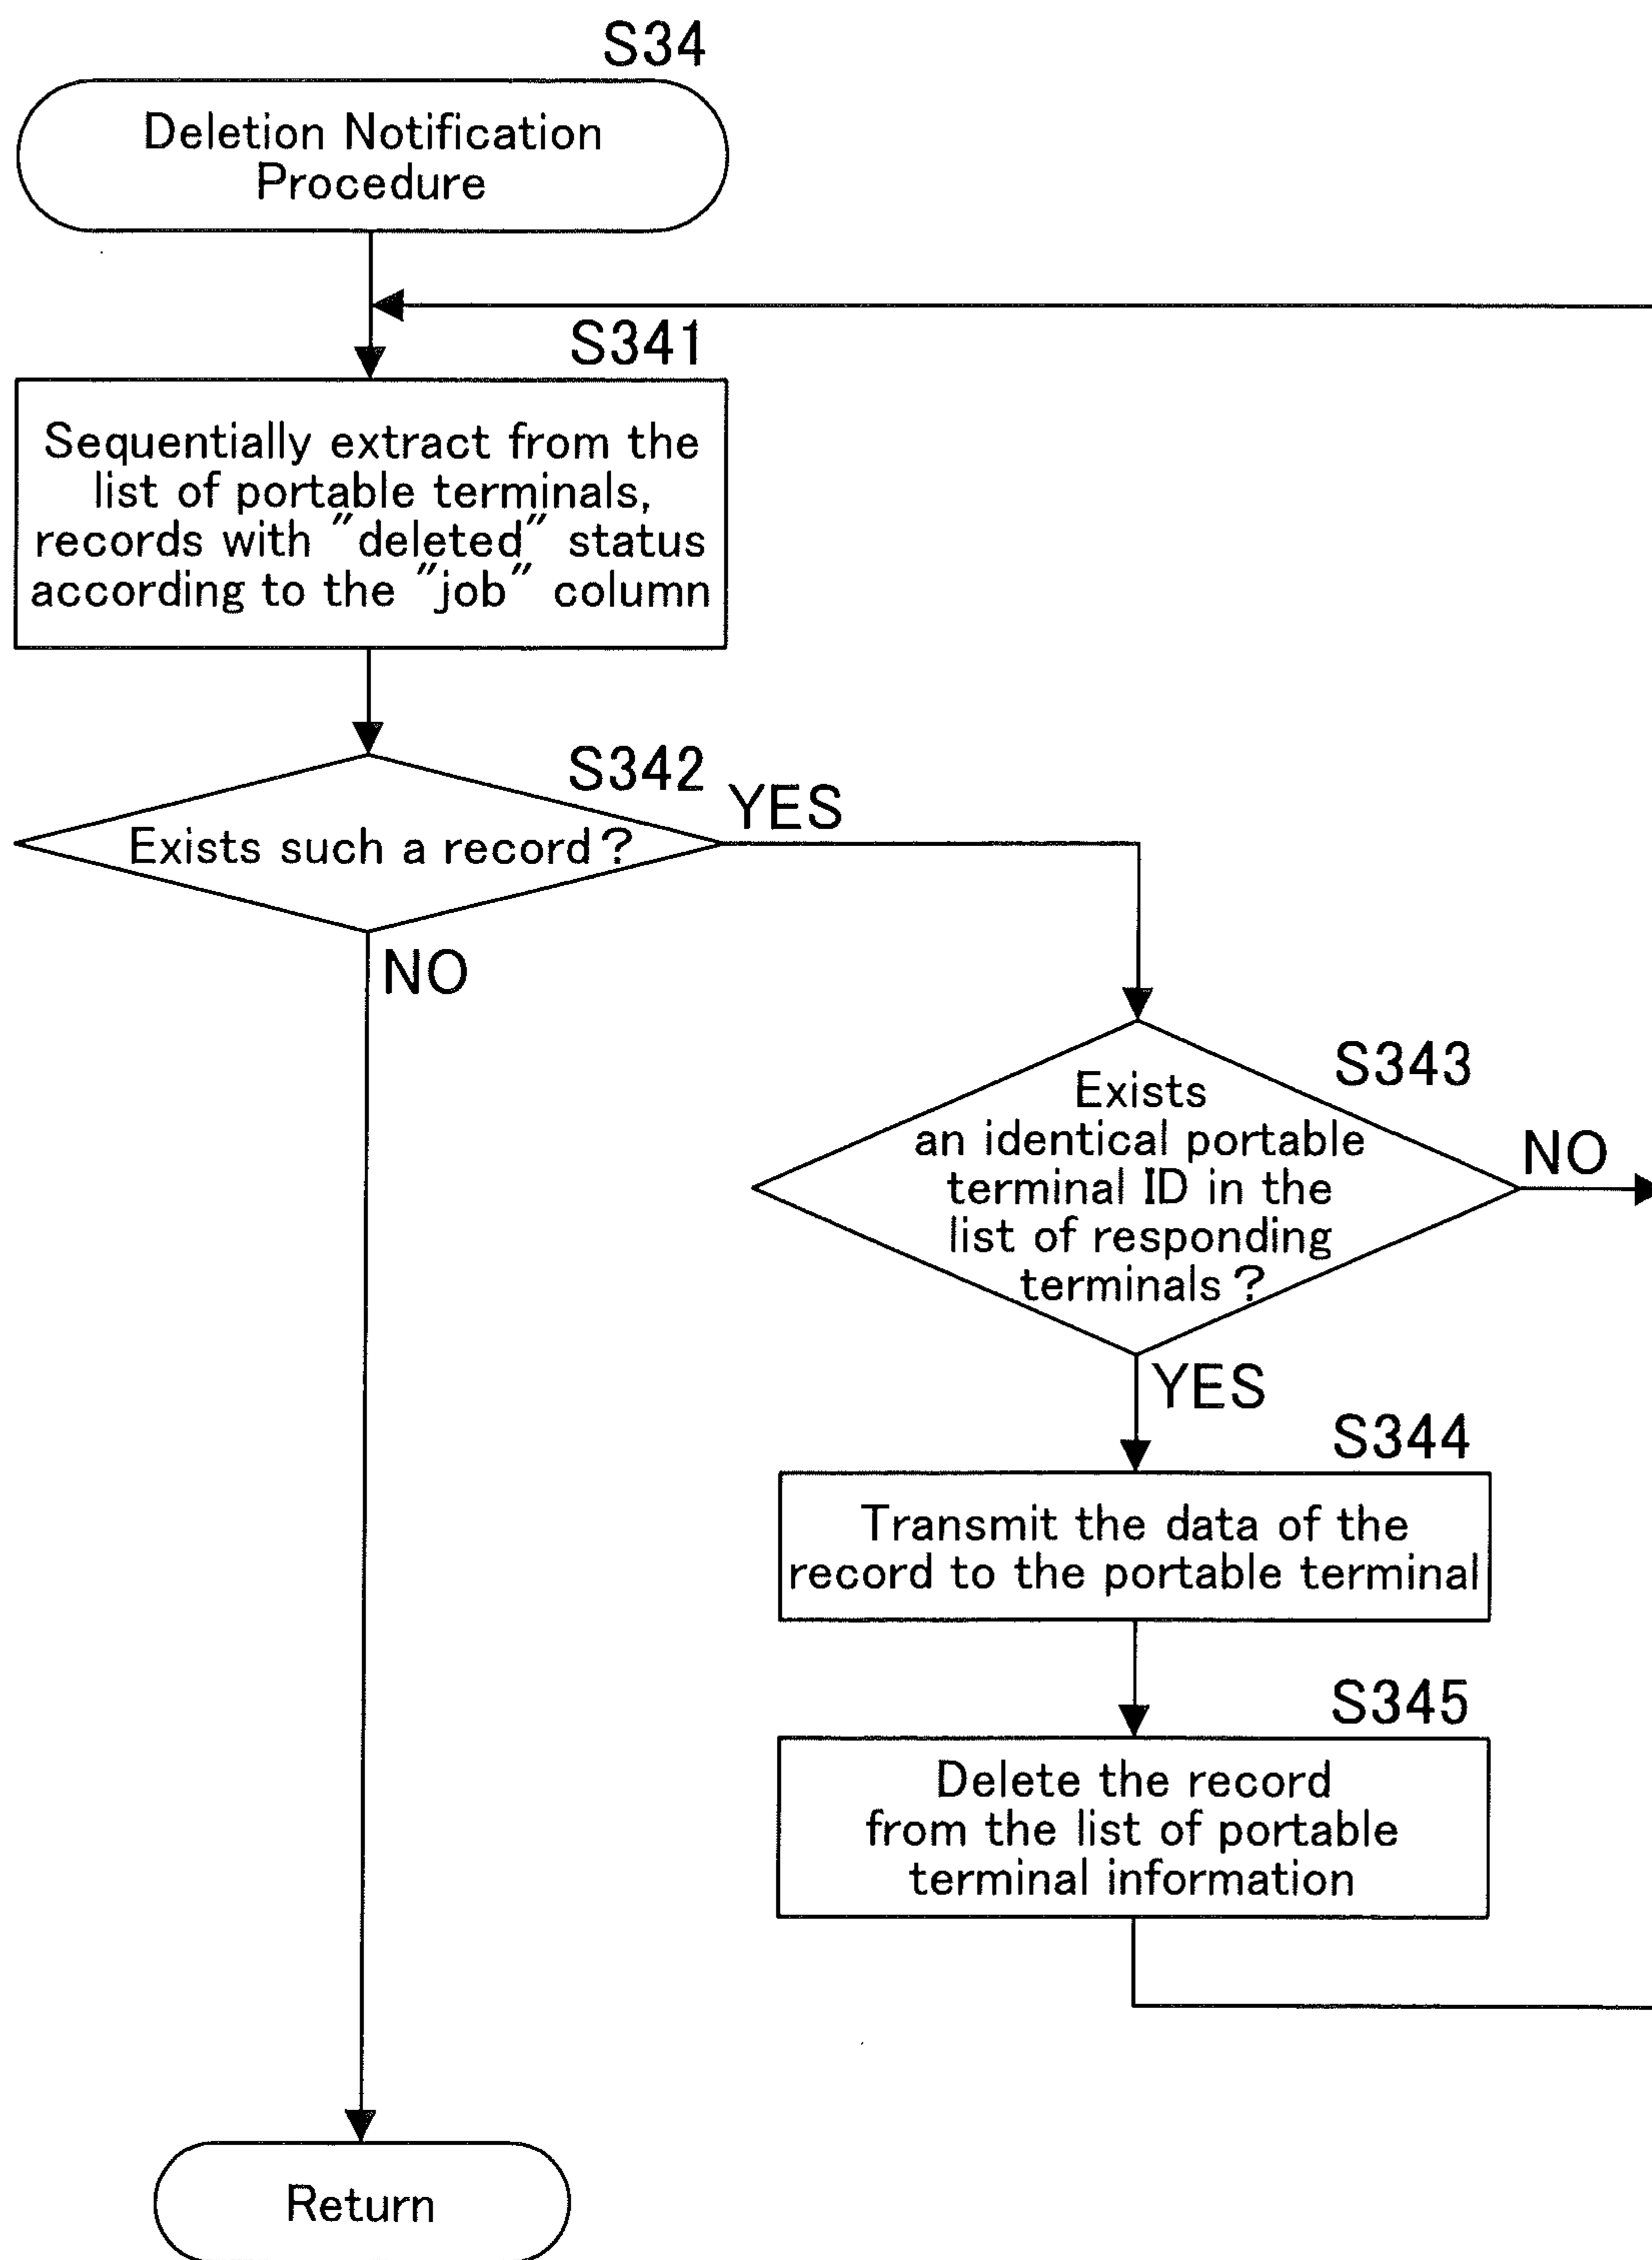 S34
Deletion Notification
Procedure
S341
Sequentially extract from the
list of portable terminals,
records with "deleted" status
according to the "job" column
S342
YES
Exists such a record?
NO
S343
Exists
an identical portable
terminal ID in the
list of responding
terminals?
NO
YES
S344
Transmit the data of the
record to the portable terminal
S345
Delete the record
from the list of portable
terminal information
Return